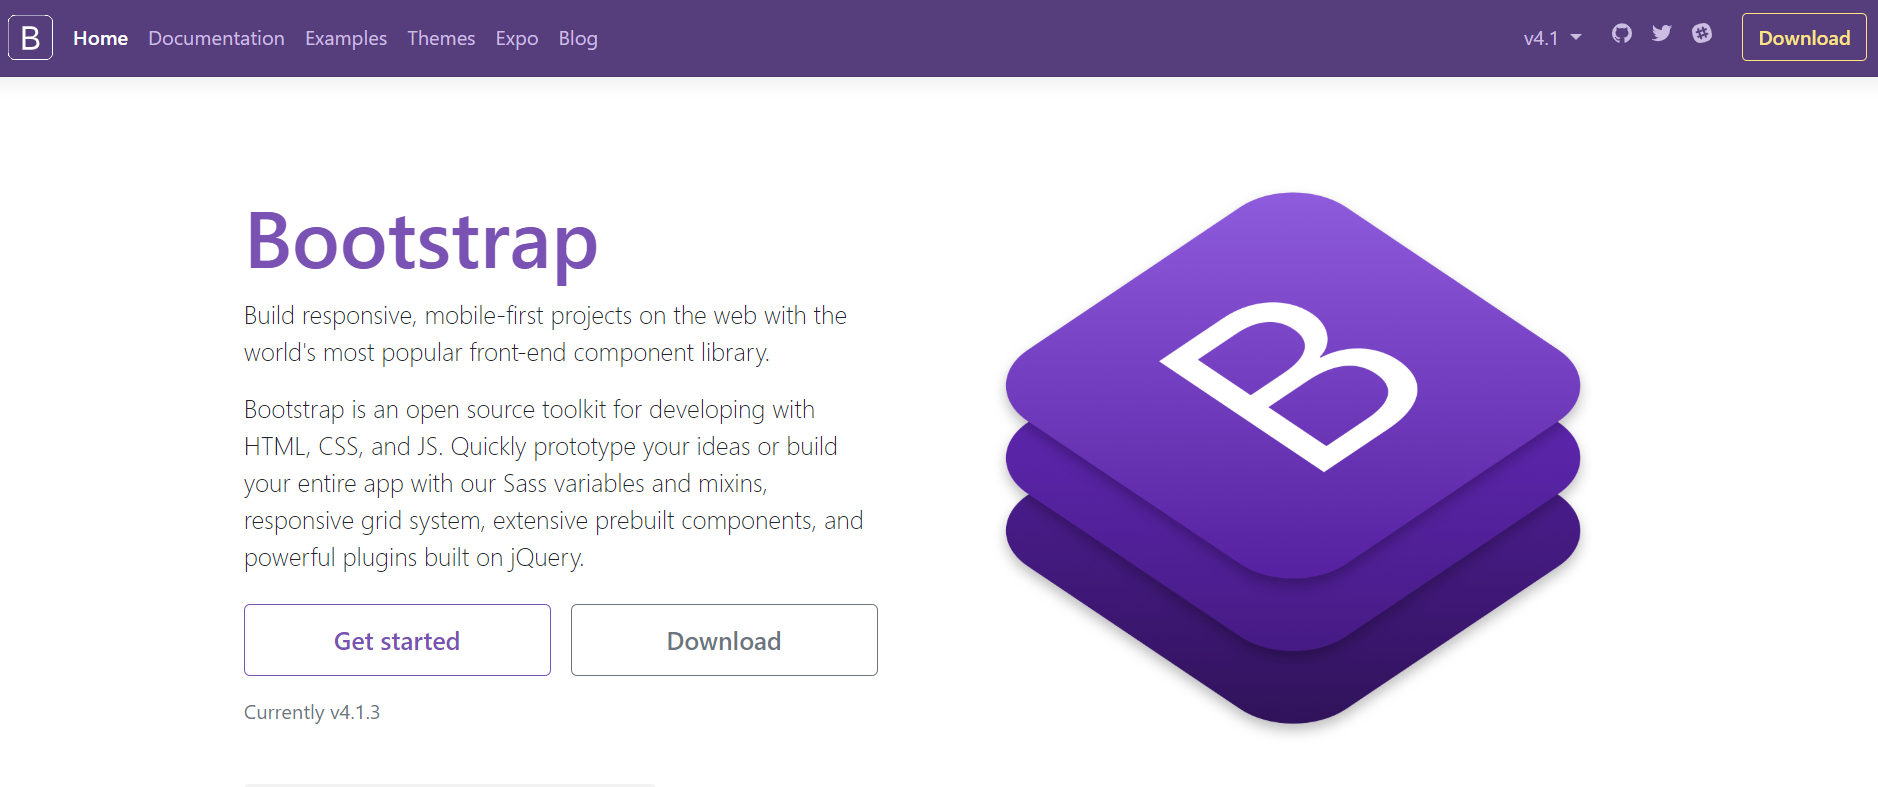 B Home Documentation Examples Themes Expo Blog v4.1 Download
Bootstrap
Build responsive, mobile-first projects on the web with the
world's most popular front-end component library.
Bootstrap is an open source toolkit for developing with
HTML, CSS, and JS. Quickly prototype your ideas or build
your entire app with our Sass variables and mixins,
responsive grid system, extensive prebuilt components, and
powerful plugins built on jQuery.
Get started Download
Currently v4.1.3
B